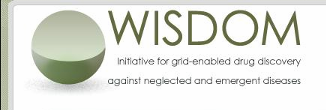 WISDOM
Initiative for grid-enabled drug discovery
against neglected and emergent diseases